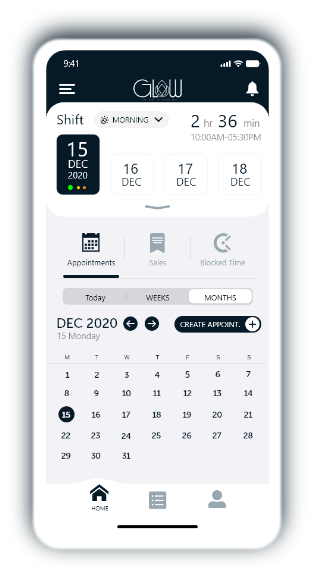 9:41
GLOW
Shift MORNING 2 hr 36 min
10:00AM-05:30PM
15 DEC 2020
16 DEC
17 DEC
18 DEC
Appointments Sales Blocked Time
Today WEEKS MONTHS
DEC 2020 CREATE APPOINT.
15 Monday
M T W T F S S
1 2 3 4 5 6 7
8 9 10 11 12 13 14
15 16 17 18 19 20 21
22 23 24 25 26 27 28
29 30 31
HOME